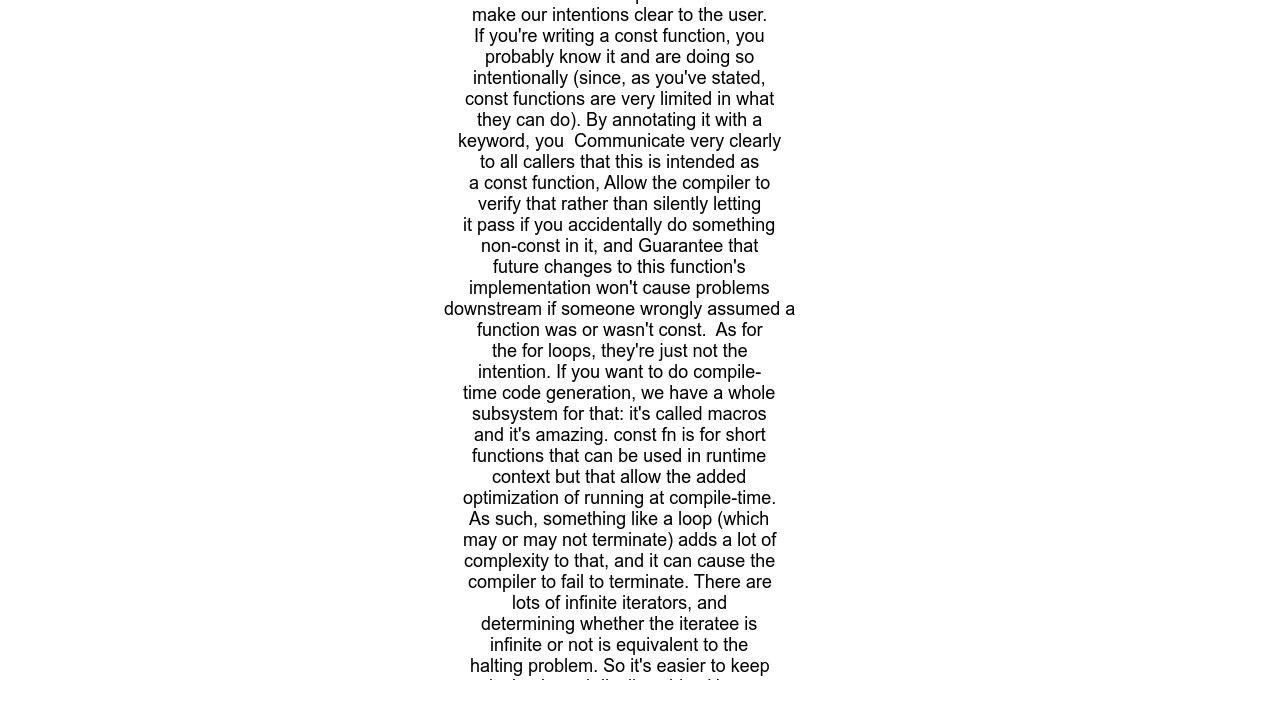 make our intentions clear to the user.
If you're writing a const function, you
probably know it and are doing so
intentionally (since, as you've stated,
const functions are very limited in what
they can do). By annotating it with a
keyword, you  Communicate very clearly
to all callers that this is intended as
a const function, Allow the compiler to
verify that rather than silently letting
it pass if you accidentally do something
non-const in it, and Guarantee that
future changes to this function's
implementation won't cause problems
downstream if someone wrongly assumed a
function was or wasn't const.  As for
the for loops, they're just not the
intention. If you want to do compile-
time code generation, we have a whole
subsystem for that: it's called macros
and it's amazing. const fn is for short
functions that can be used in runtime
context but that allow the added
optimization of running at compile-time.
As such, something like a loop (which
may or may not terminate) adds a lot of
complexity to that, and it can cause the
compiler to fail to terminate. There are
lots of infinite iterators, and
determining whether the iteratee is
infinite or not is equivalent to the
halting problem. So it's easier to keep